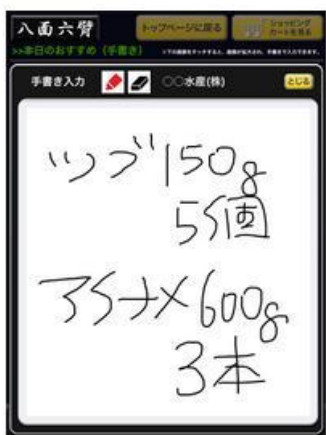 八面六臂 トップページに戻る ショッピングカートを見る
>>本日のおすすめ（手書き）
手書き入力 ○○水産(株) とじる
ツブ150g
5個
アイナメ600g
3本